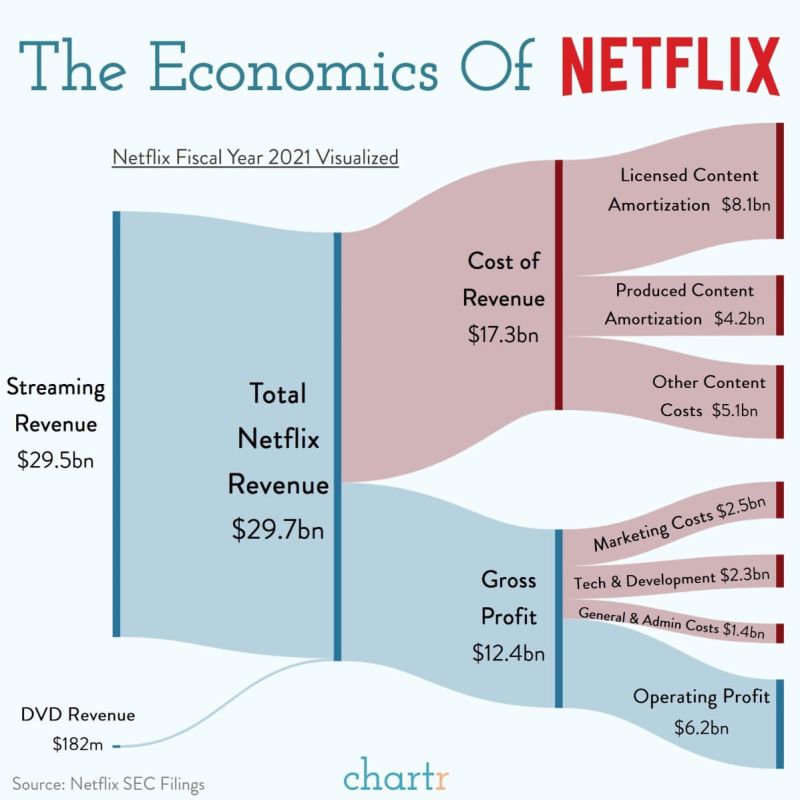 The Economics Of NETFLIX
Netflix Fiscal Year 2021 Visualized
Streaming
Revenue
$29.5bn
DVD Revenue
$182m
Total
Netflix
Revenue
$29.7bn
Cost of
Revenue
$17.3bn
Gross
Profit
$12.4bn
Licensed Content
Amortization $8.1bn
Produced Content
Amortization $4.2bn
Other Content
Costs $5.1bn
Marketing Costs $2.5bn
Tech & Development $2.3bn
General & Admin Costs $1.4bn
Operating Profit
$6.2bn
Source: Netflix SEC Filings
chartr